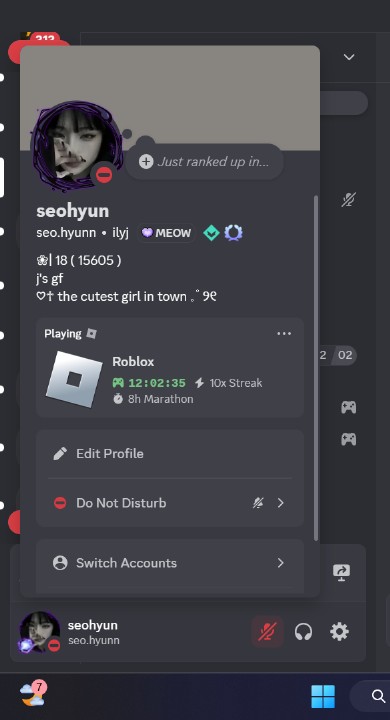 313
Just ranked up in...
seohyun
seo.hyunn • ilyj MEOW
❀| 18 ( 15605 )
j's gf
♡† the cutest girl in town ｡ﾟ୨୧
Playing
Roblox
12:02:35 10x Streak
8h Marathon
2 02
Edit Profile
Do Not Disturb
Switch Accounts
seohyun
seo.hyunn
7